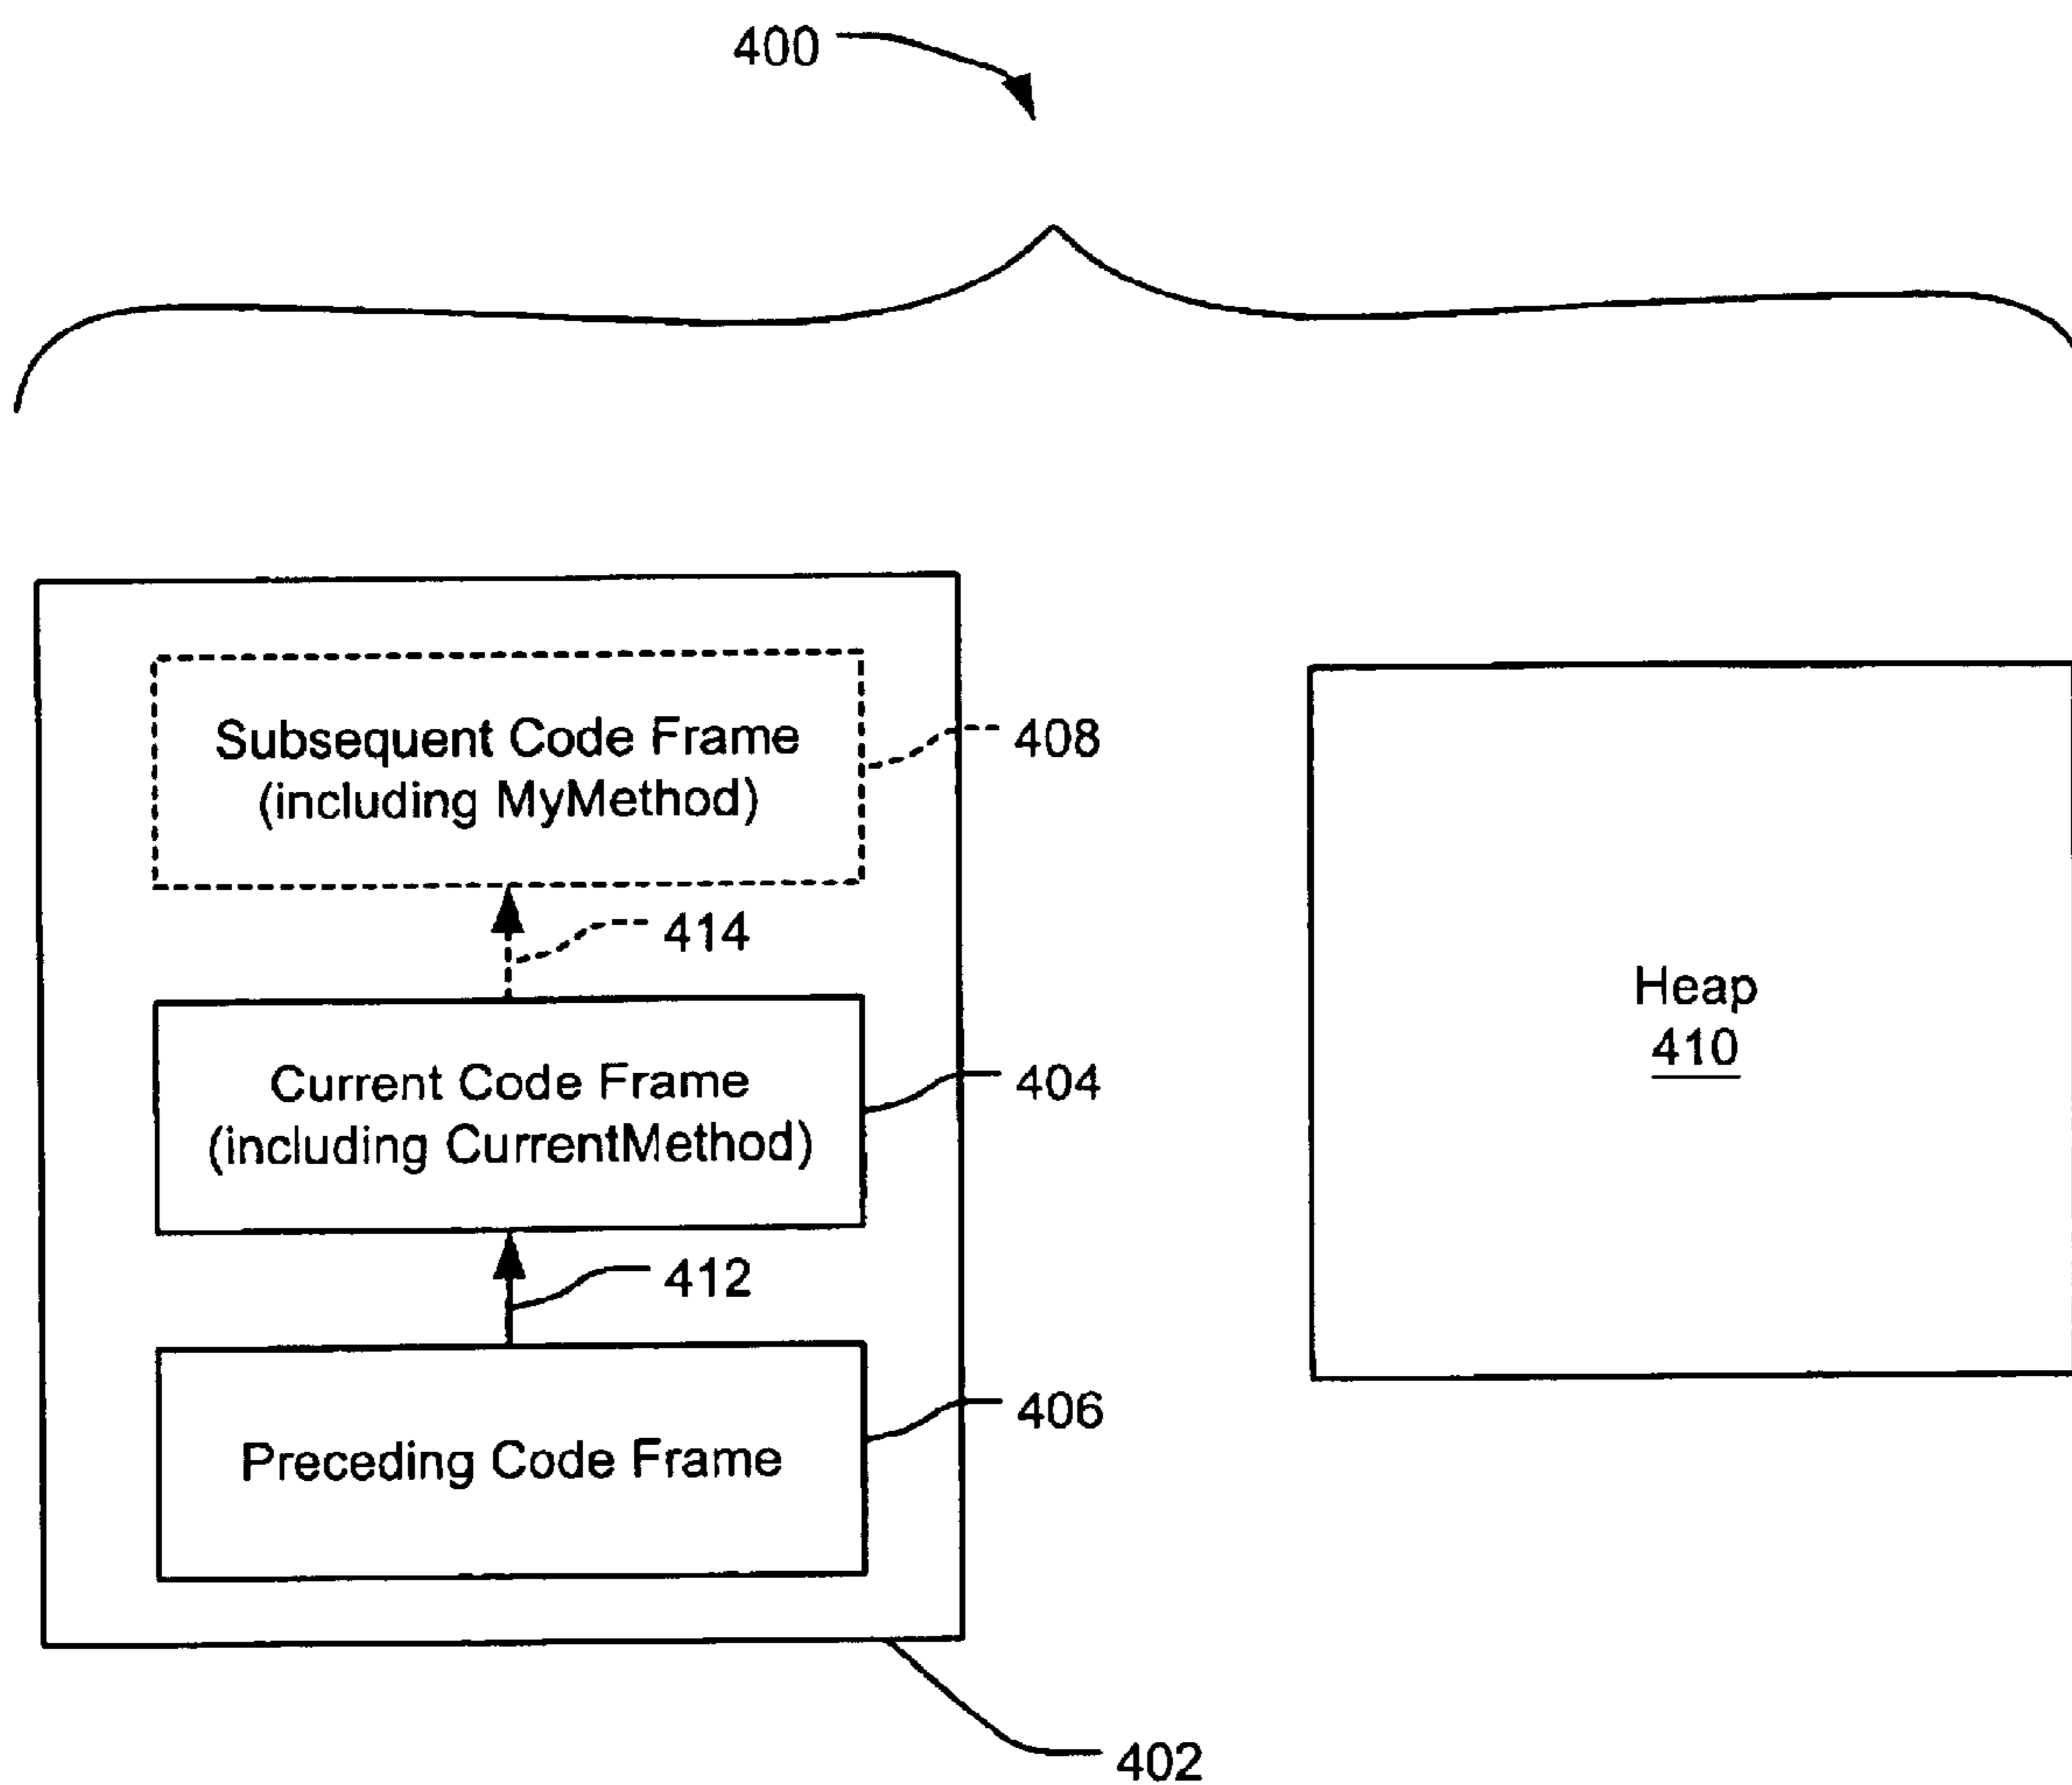 400
Subsequent Code Frame
(including MyMethod)
408
414
Current Code Frame
(including CurrentMethod)
404
412
Preceding Code Frame
406
402
Heap
410